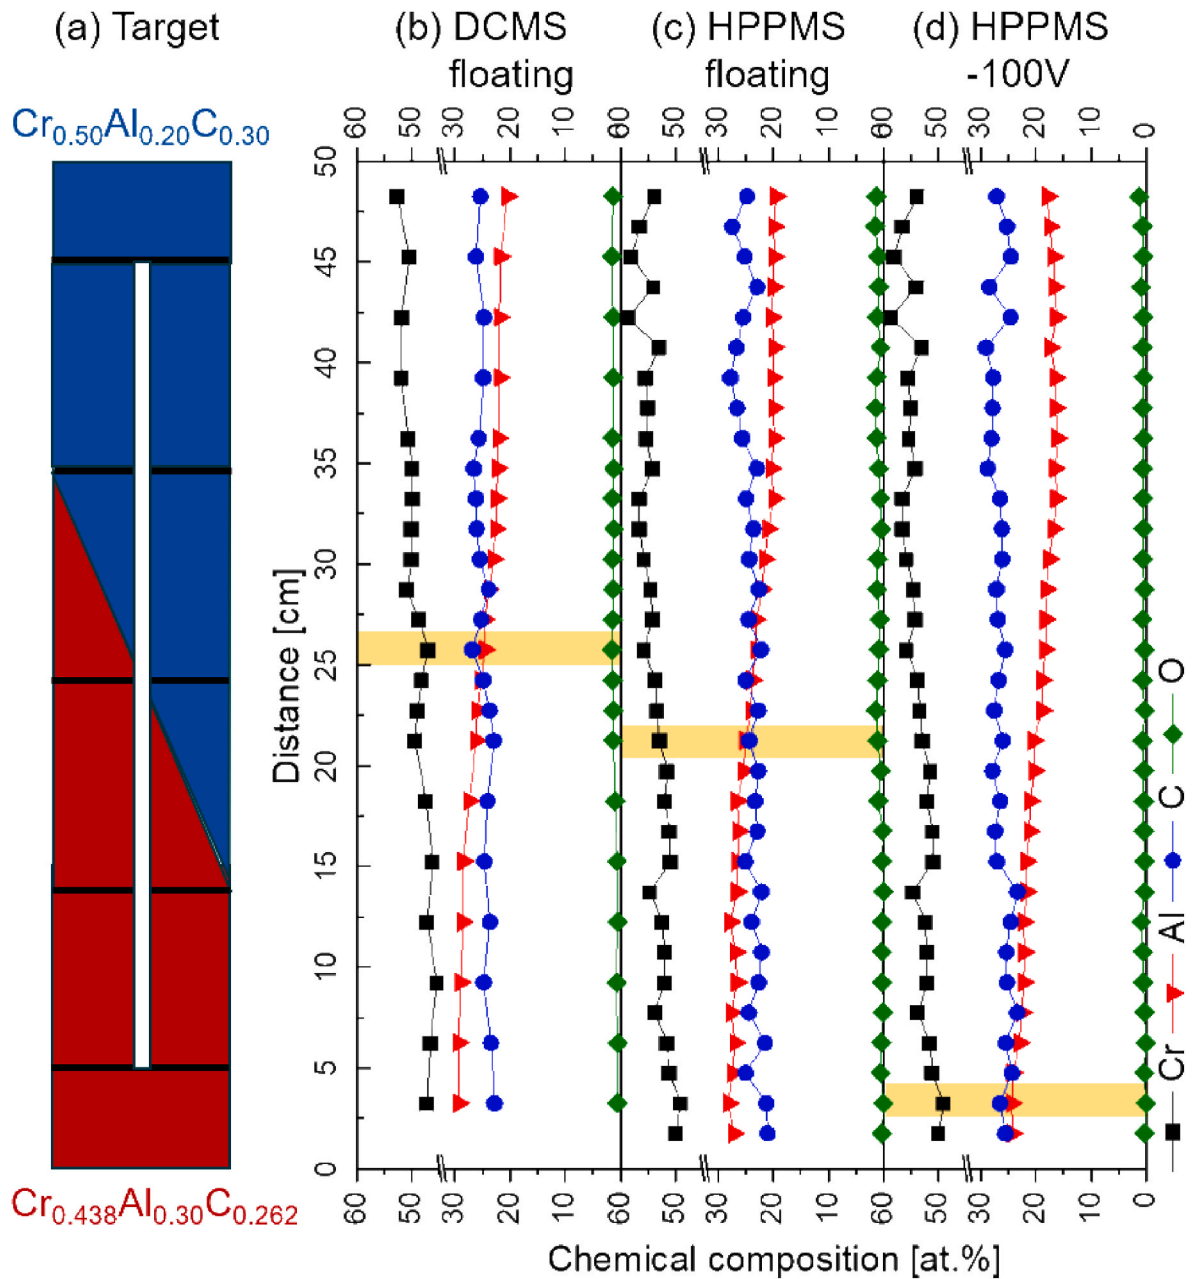 (a) Target
(b) DCMS
floating
(c) HPPMS
floating
(d) HPPMS
-100V
Cr0.50Al0.20C0.30
60 50 30 20 10 60 50 30 20 10 60 50 30 20 10 0
50
45
40
35
30
25
20
15
10
5
0
Distance [cm]
Cr Al C O
60 50 30 20 10 60 50 30 20 10 60 50 30 20 10 0
Cr0.438Al0.30C0.262
Chemical composition [at.%]